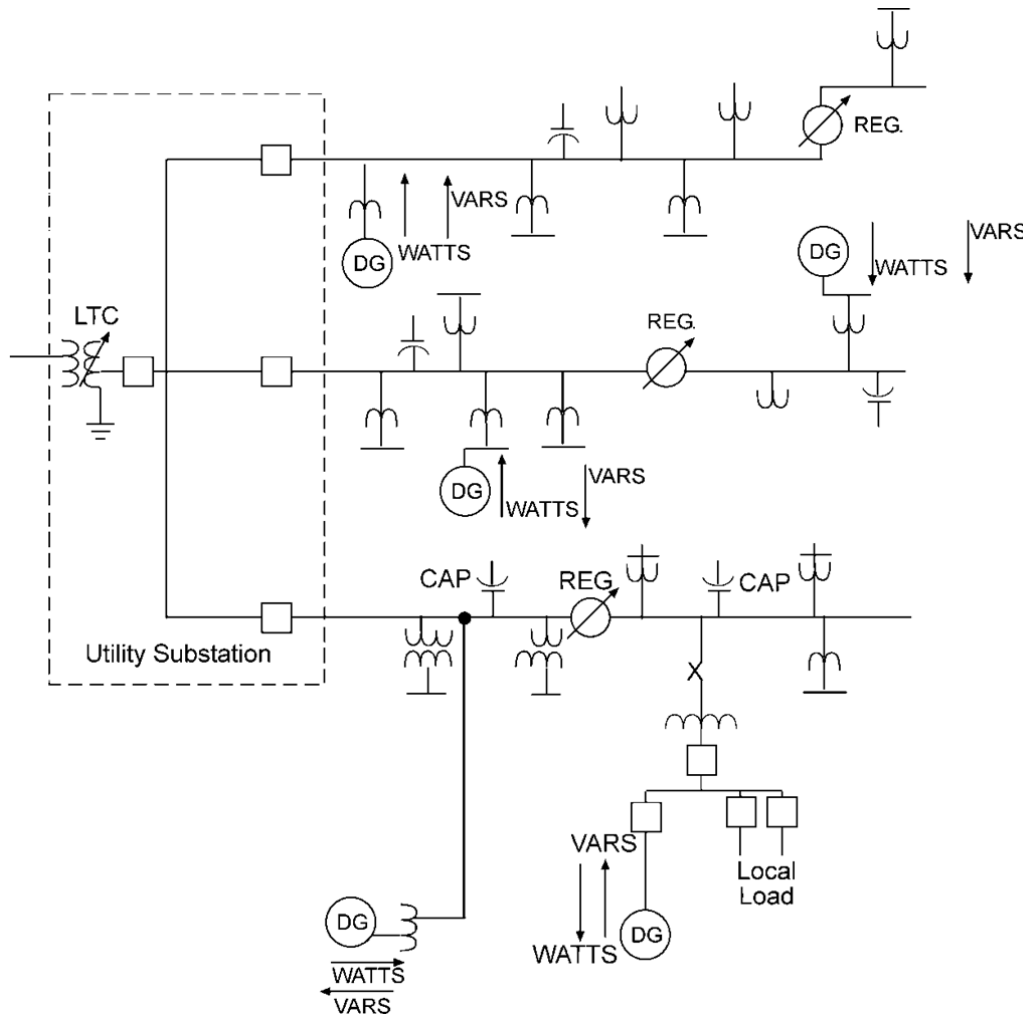 REG.
VARS
WATTS
DG
DG
VARS
WATTS
LTC
REG.
VARS
DG
WATTS
CAP
REG
CAP
Utility Substation
VARS
Local
Load
DG
DG
WATTS
WATTS
VARS